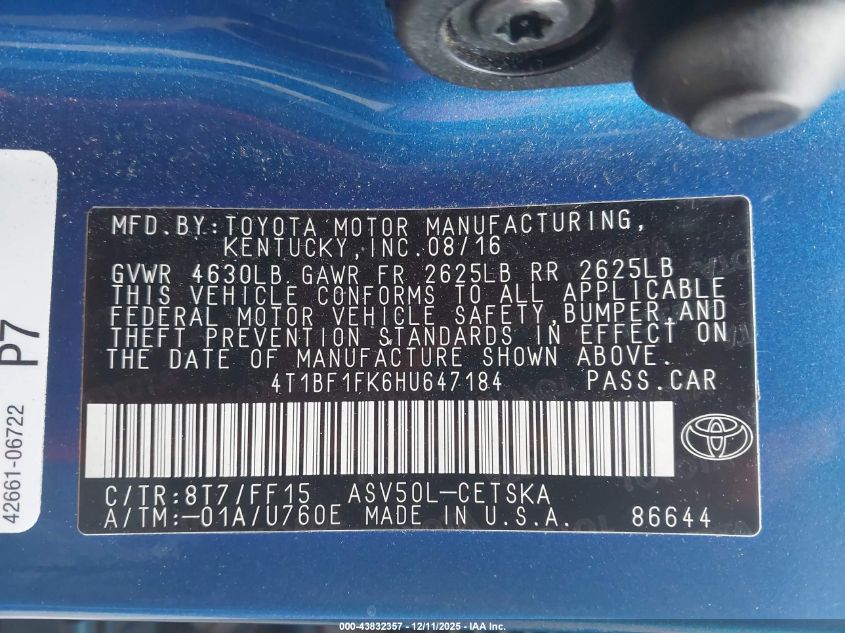 MFD.BY:TOYOTA MOTOR MANUFACTURING,
KENTUCKY,INC.08/16
GVWR 4630LB GAWR FR 2625LB RR 2625LB
THIS VEHICLE CONFORMS TO ALL APPLICABLE
FEDERAL MOTOR VEHICLE SAFETY,BUMPER,AND
THEFT PREVENTION STANDARDS IN EFFECT ON
THE DATE OF MANUFACTURE SHOWN ABOVE.
4T1BF1FK6HU647184 PASS.CAR
C/TR:8T7/FF15 ASV50L-CETSKA
A/TM:-01A/U760E MADE IN U.S.A. 86644
P7
42661-06722
000-43832357 • 12/11/2025 - IAA Inc.